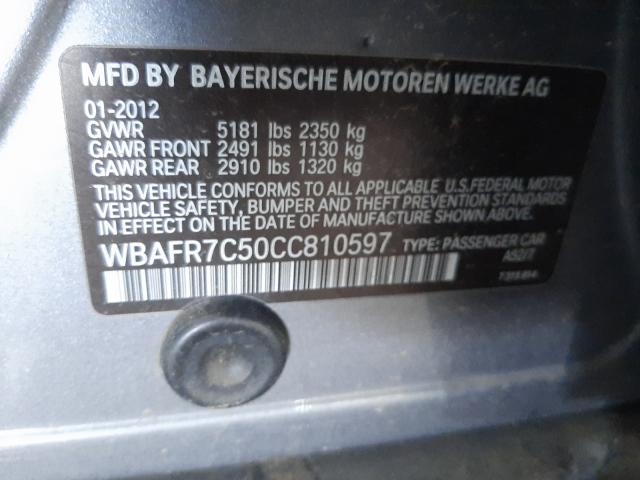 MFD BY BAYERISCHE MOTOREN WERKE AG
01-2012
GVWR 5181 lbs 2350 kg
GAWR FRONT 2491 lbs 1130 kg
GAWR REAR 2910 lbs 1320 kg
THIS VEHICLE CONFORMS TO ALL APPLICABLE U.S.FEDERAL MOTOR
VEHICLE SAFETY, BUMPER AND THEFT PREVENTION STANDARDS
IN EFFECT ON THE DATE OF MANUFACTURE SHOWN ABOVE.
WBAFR7C50CC810597 TYPE: PASSENGER CAR
A52/7